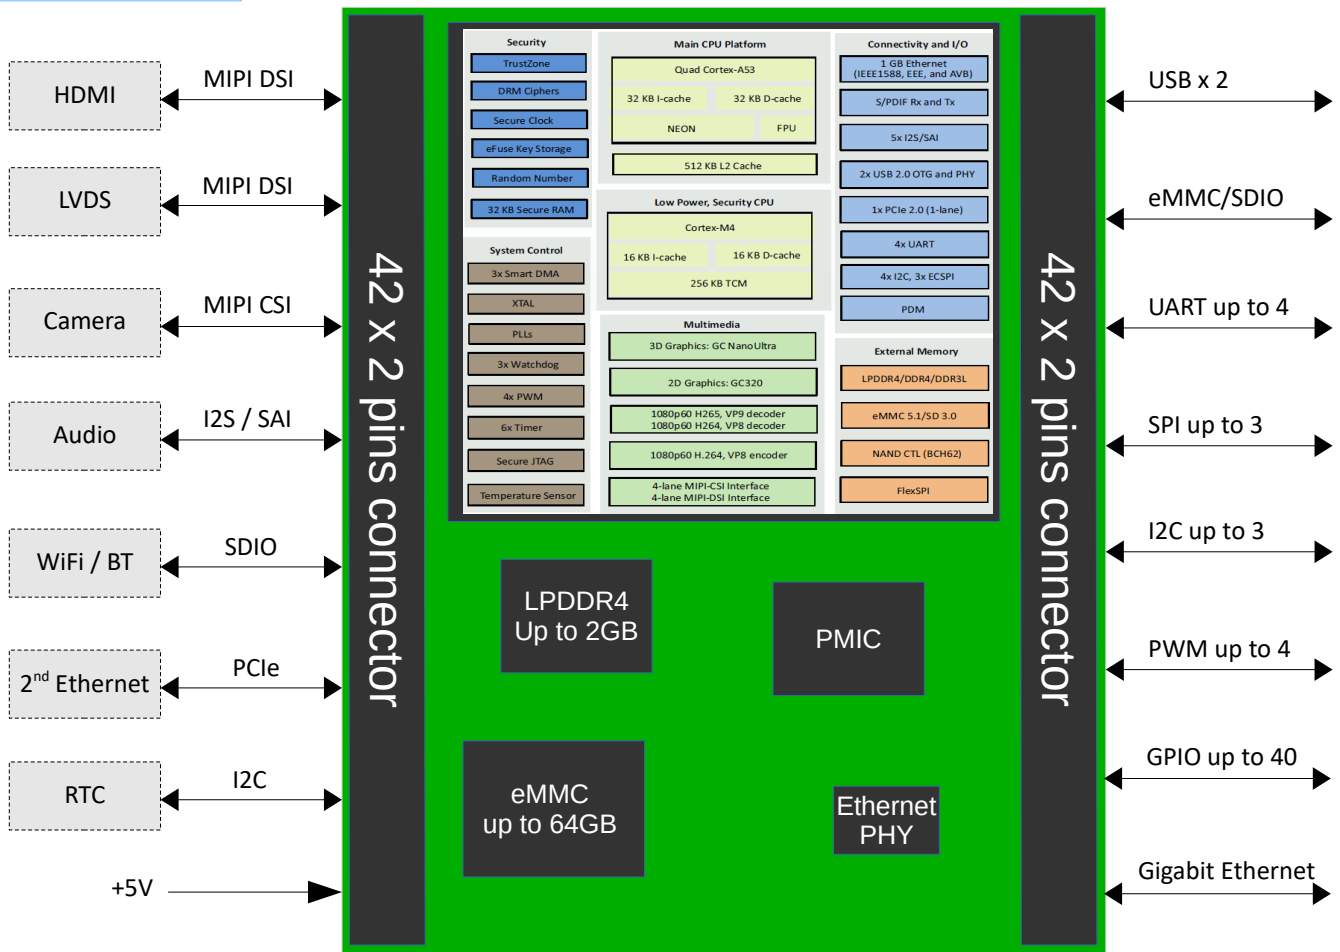 HDMI
MIPI DSI
LVDS
MIPI DSI
Camera
MIPI CSI
Audio
I2S / SAI
WiFi / BT
SDIO
2nd Ethernet
PCIe
RTC
I2C
+5V
42 x 2 pins connector
Security
TrustZone
DRM Ciphers
Secure Clock
eFuse Key Storage
Random Number
32 KB Secure RAM
System Control
3x Smart DMA
XTAL
PLLs
3x Watchdog
4x PWM
6x Timer
Secure JTAG
Temperature Sensor
Main CPU Platform
Quad Cortex-A53
32 KB I-cache
32 KB D-cache
NEON
FPU
512 KB L2 Cache
Low Power, Security CPU
Cortex-M4
16 KB I-cache
16 KB D-cache
256 KB TCM
Multimedia
3D Graphics: GC NanoUltra
2D Graphics: GC320
1080p60 H265, VP9 decoder
1080p60 H264, VP8 decoder
1080p60 H.264, VP8 encoder
4-lane MIPI-CSI Interface
4-lane MIPI-DSI Interface
Connectivity and I/O
1 GB Ethernet
(IEEE1588, EEE, and AVB)
S/PDIF Rx and Tx
5x I2S/SAI
2x USB 2.0 OTG and PHY
1x PCIe 2.0 (1-lane)
4x UART
4x I2C, 3x ECSPI
PDM
External Memory
LPDDR4/DDR4/DDR3L
eMMC 5.1/SD 3.0
NAND CTL (BCH62)
FlexSPI
LPDDR4
Up to 2GB
PMIC
eMMC
up to 64GB
Ethernet
PHY
42 x 2 pins connector
USB x 2
eMMC/SDIO
UART up to 4
SPI up to 3
I2C up to 3
PWM up to 4
GPIO up to 40
Gigabit Ethernet